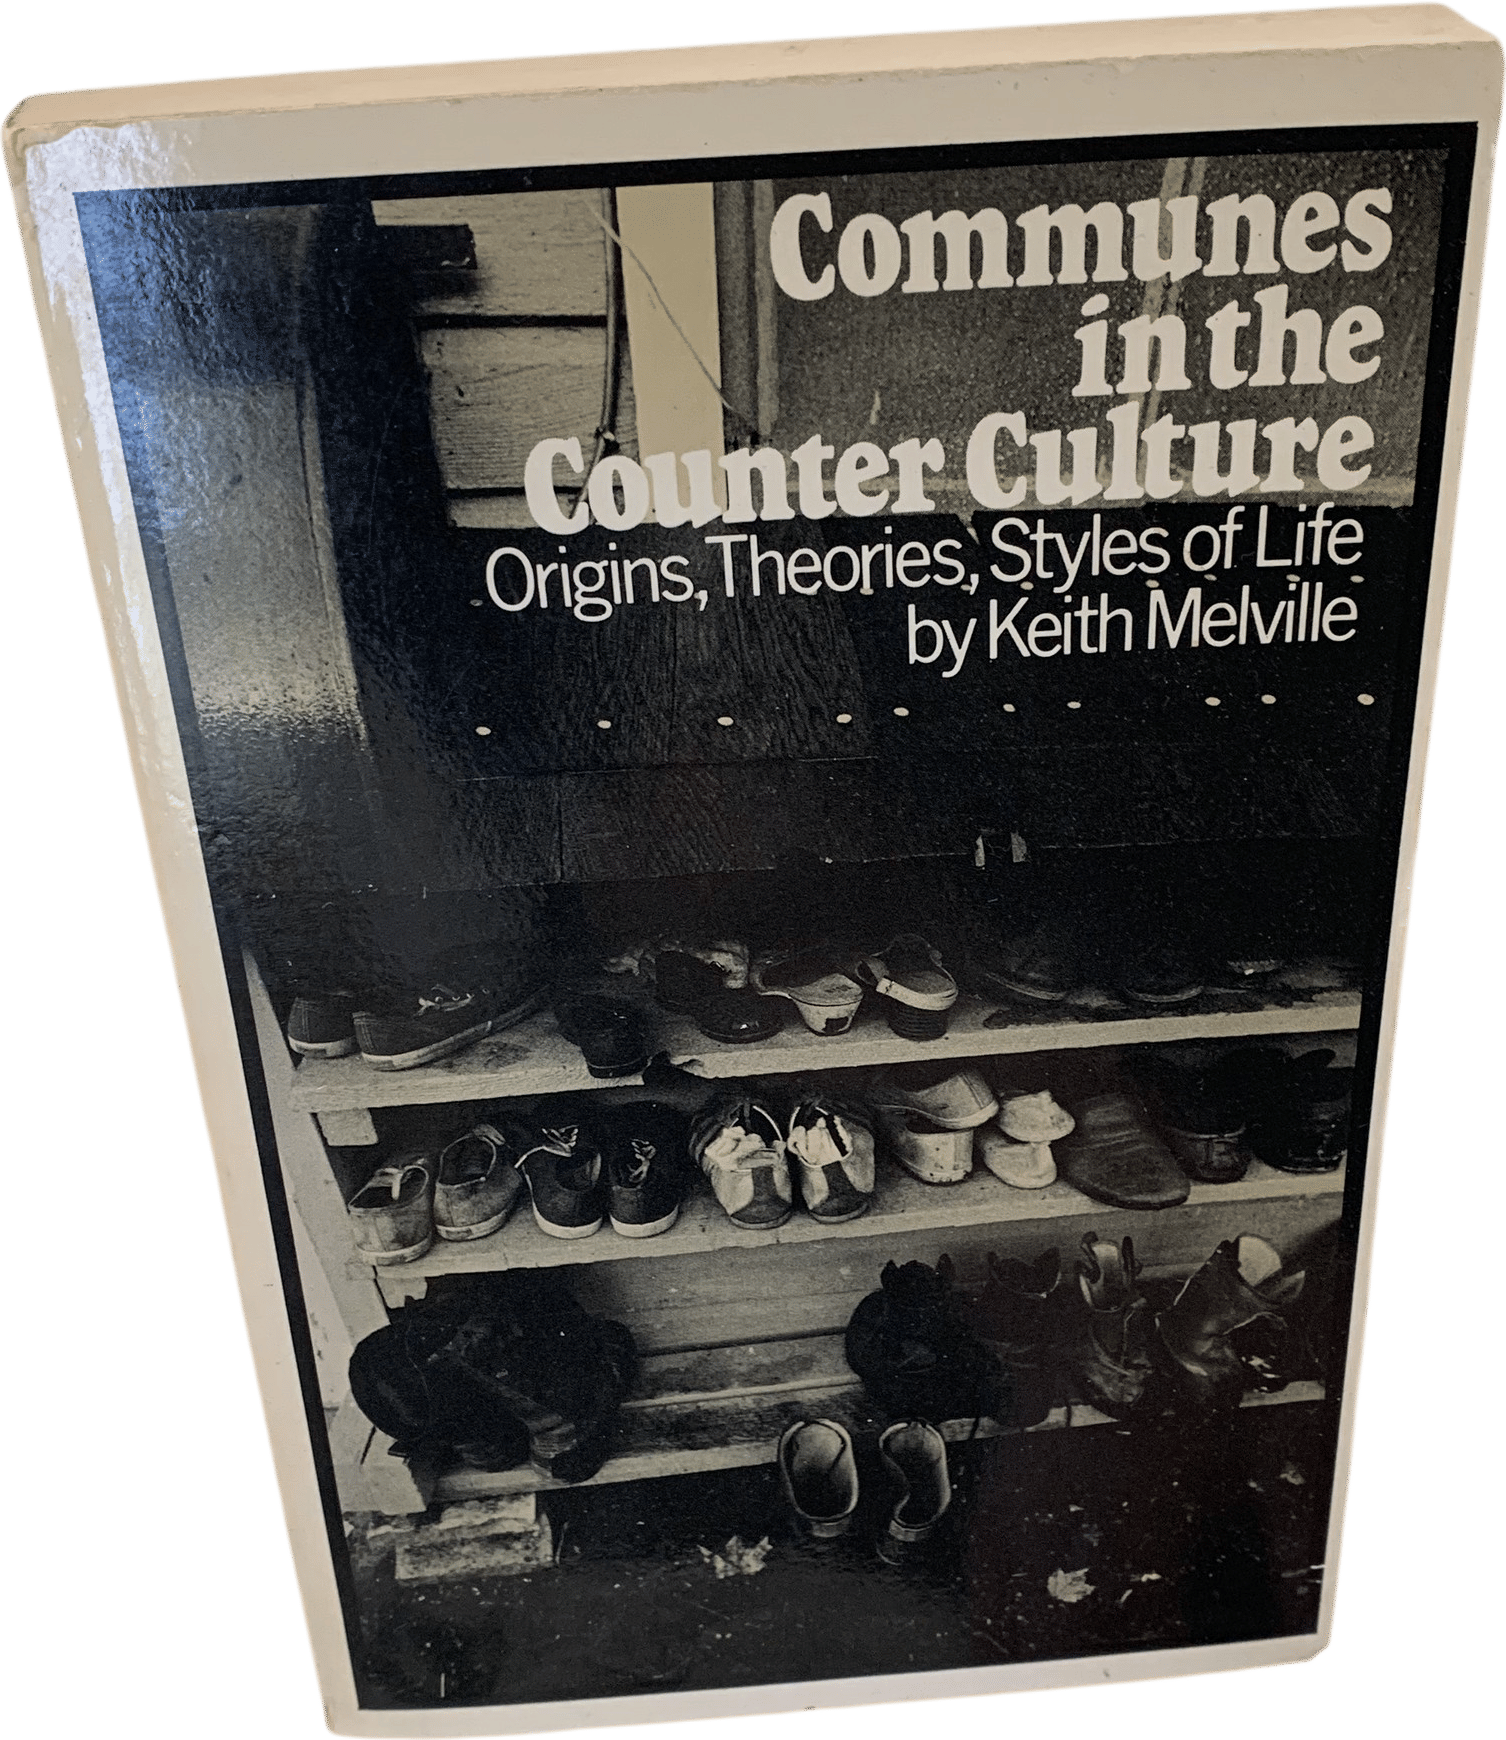 Communes
in the
Counter Culture
Origins, Theories, Styles of Life
by Keith Melville